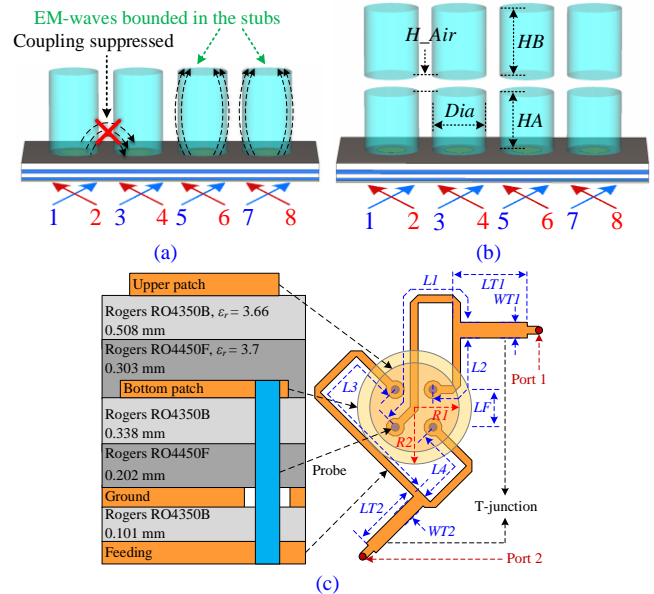 EM-waves bounded in the stubs
Coupling suppressed
1 2 3 4 5 6 7 8
(a)
H_Air
HB
Dia
HA
1 2 3 4 5 6 7 8
(b)
Upper patch
Rogers RO4350B, εr = 3.66
0.508 mm
Rogers RO4450F, εr = 3.7
0.303 mm
Bottom patch
Rogers RO4350B
0.338 mm
Rogers RO4450F
0.202 mm
Ground
Rogers RO4350B
0.101 mm
Feeding
Probe
L1
LT1
WT1
Port 1
L2
L3
LF
R1
R2
L4
T-junction
LT2
WT2
Port 2
(c)